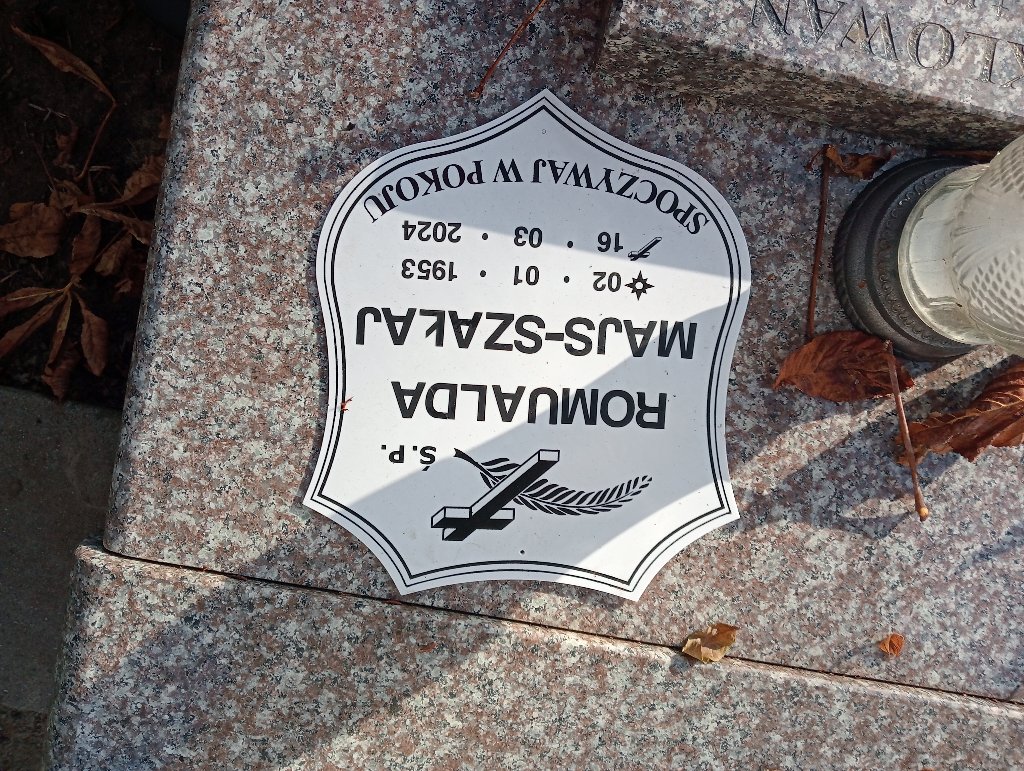 Ś.P.
ROMUALDA
MAJS-SZAŁAJ
02 • 01 • 1953
16 • 03 • 2024
SPOCZYWAJ W POKOJU